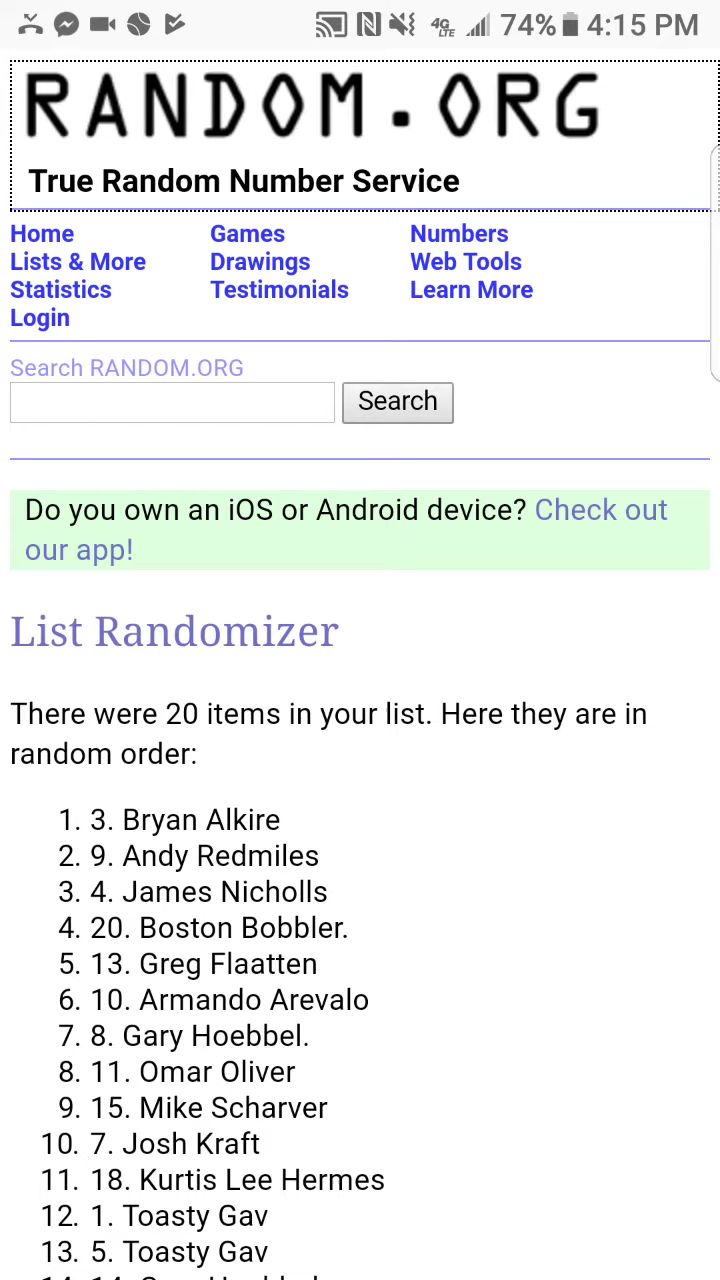 74% 4:15 PM
RANDOM.ORG
True Random Number Service
Home Games Numbers
Lists & More Drawings Web Tools
Statistics Testimonials Learn More
Login
Search RANDOM.ORG
Search
Do you own an iOS or Android device? Check out
our app!
List Randomizer
There were 20 items in your list. Here they are in
random order:
1. 3. Bryan Alkire
2. 9. Andy Redmiles
3. 4. James Nicholls
4. 20. Boston Bobbler.
5. 13. Greg Flaatten
6. 10. Armando Arevalo
7. 8. Gary Hoebbel.
8. 11. Omar Oliver
9. 15. Mike Scharver
10. 7. Josh Kraft
11. 18. Kurtis Lee Hermes
12. 1. Toasty Gav
13. 5. Toasty Gav